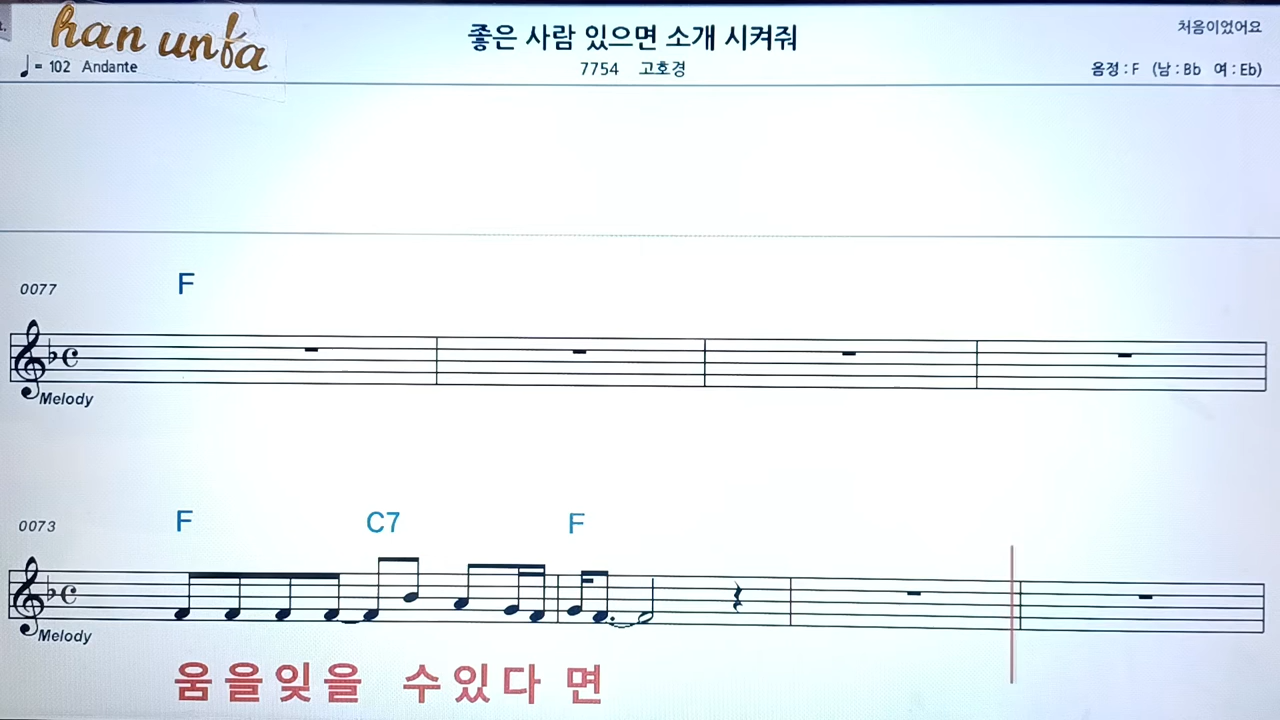 han unfa
좋은 사람 있으면 소개 시켜줘
처음이었어요
♩= 102 Andante
7754 고호경
음정 : F (남 : Bb 여 : Eb)
0077
F
Melody
0073
F C7 F
Melody
움을잊을 수있다 면